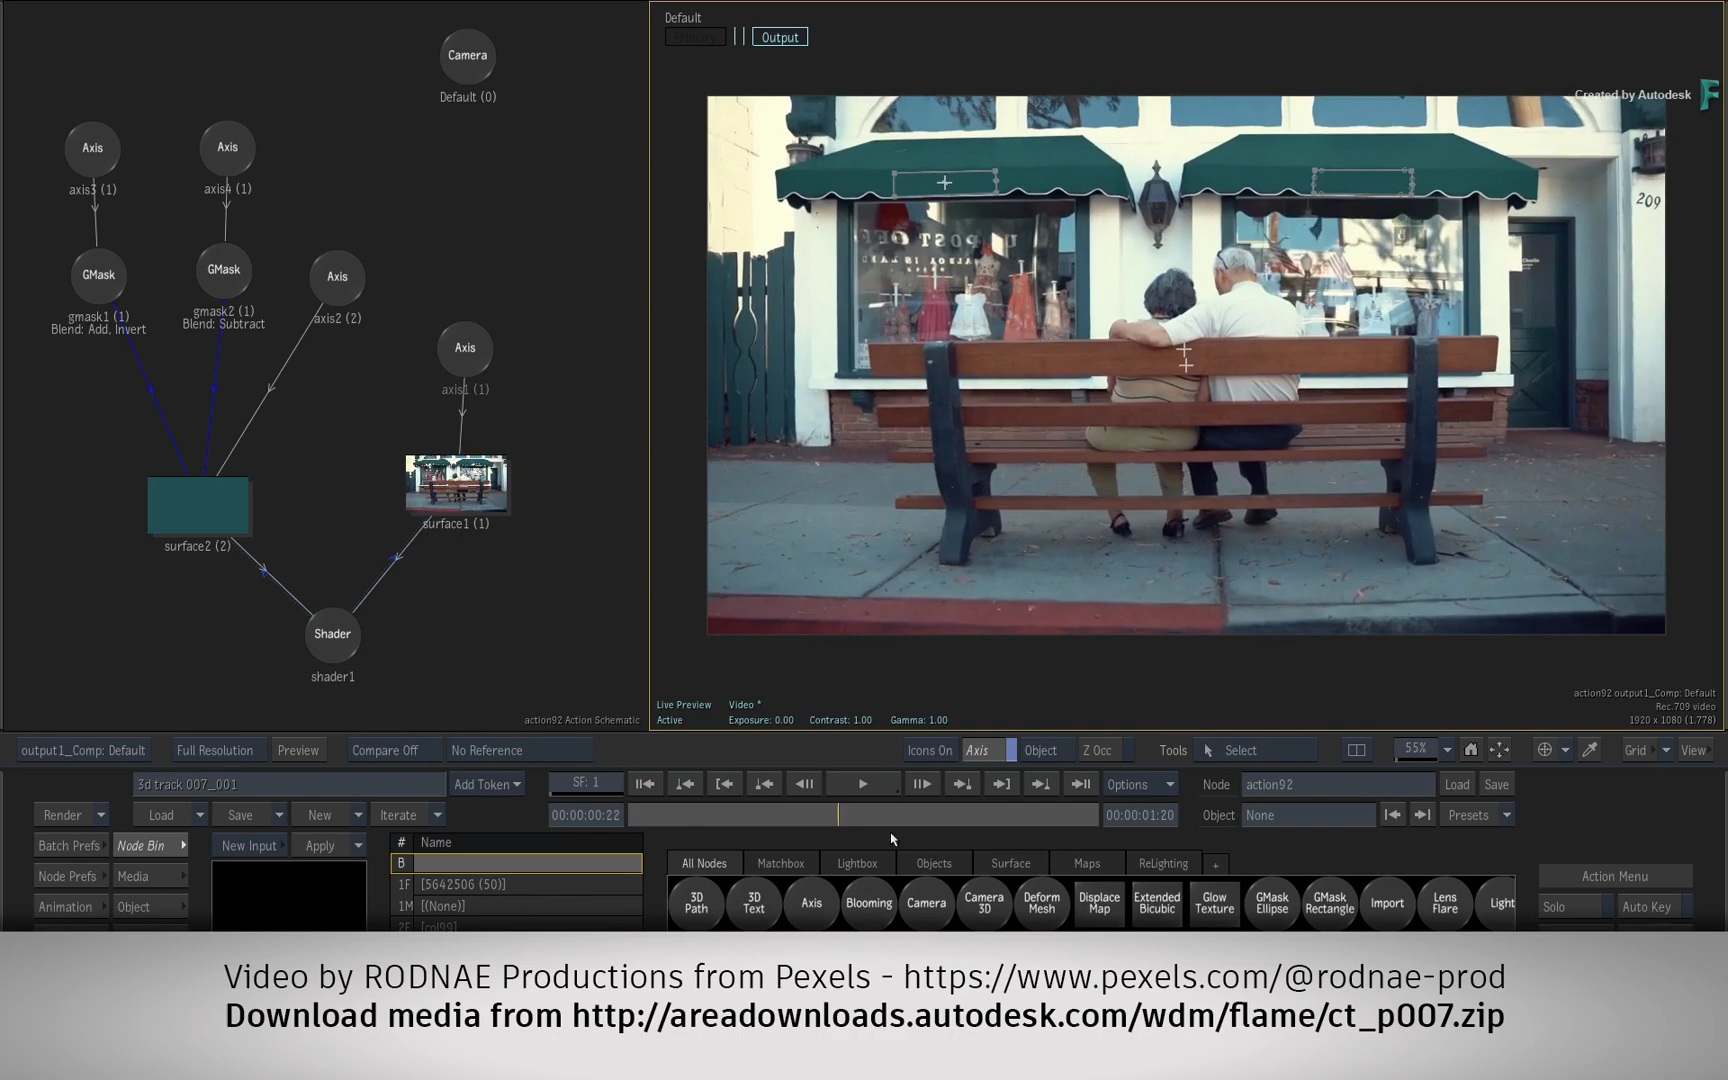 Default
Primary
Output
Created by Autodesk
Camera
Default (0)
Axis
axis3 (1)
Axis
axis4 (1)
GMask
gmask1 (1)
Blend: Add, Invert
GMask
gmask2 (1)
Blend: Subtract
Axis
axis2 (2)
Axis
axis1 (1)
surface2 (2)
surface1 (1)
Shader
shader1
action92 Action Schematic
209
POST
Live Preview
Active
Video *
Exposure: 0.00 Contrast: 1.00 Gamma: 1.00
action92 output1_Comp: Default
Rec.709 video
1920 x 1080 (1.778)
output1_Comp: Default Full Resolution Preview Compare Off No Reference Icons On Axis Object Z Occ Tools Select 55% Grid View
3d track 007_001 Add Token SF: 1 Options Node action92 Load Save
Render Load Save New Iterate 00:00:00:22 00:00:01:20 Object None Presets
Batch Prefs Node Bin New Input Apply # Name
B
Node Prefs Media 1F [5642506 (50)]
Animation Object 1M [(None)]
2F [col99]
All Nodes Matchbox Lightbox Objects Surface Maps ReLighting +
3D Path 3D Text Axis Blooming Camera Camera 3D Deform Mesh Displace Map Extended Bicubic Glow Texture GMask Ellipse GMask Rectangle Import Lens Flare Light
Action Menu
Solo Auto Key
Video by RODNAE Productions from Pexels - https://www.pexels.com/@rodnae-prod
Download media from http://areadownloads.autodesk.com/wdm/flame/ct_p007.zip